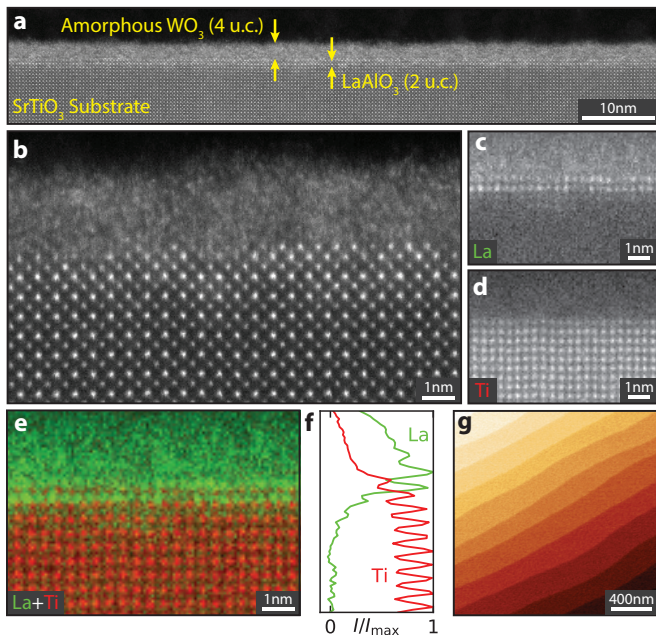 a
Amorphous WO₃ (4 u.c.)
LaAlO₃ (2 u.c.)
SrTiO₃ Substrate
10nm
b
1nm
c
La
1nm
d
Ti
1nm
e
La+Ti
1nm
f
La
Ti
0 I/Imax 1
g
400nm